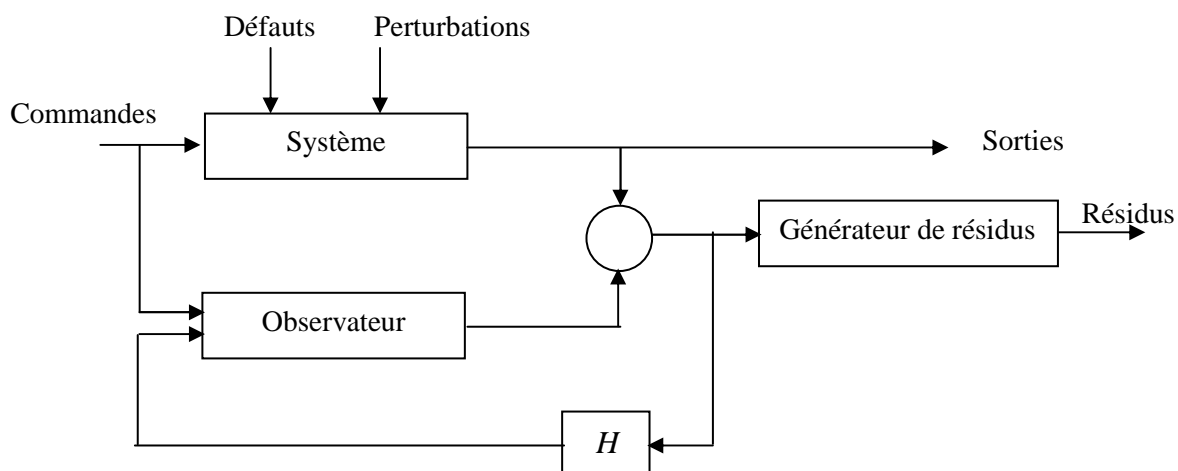 Défauts
Perturbations
Commandes
Système
Sorties
Générateur de résidus
Résidus
Observateur
H